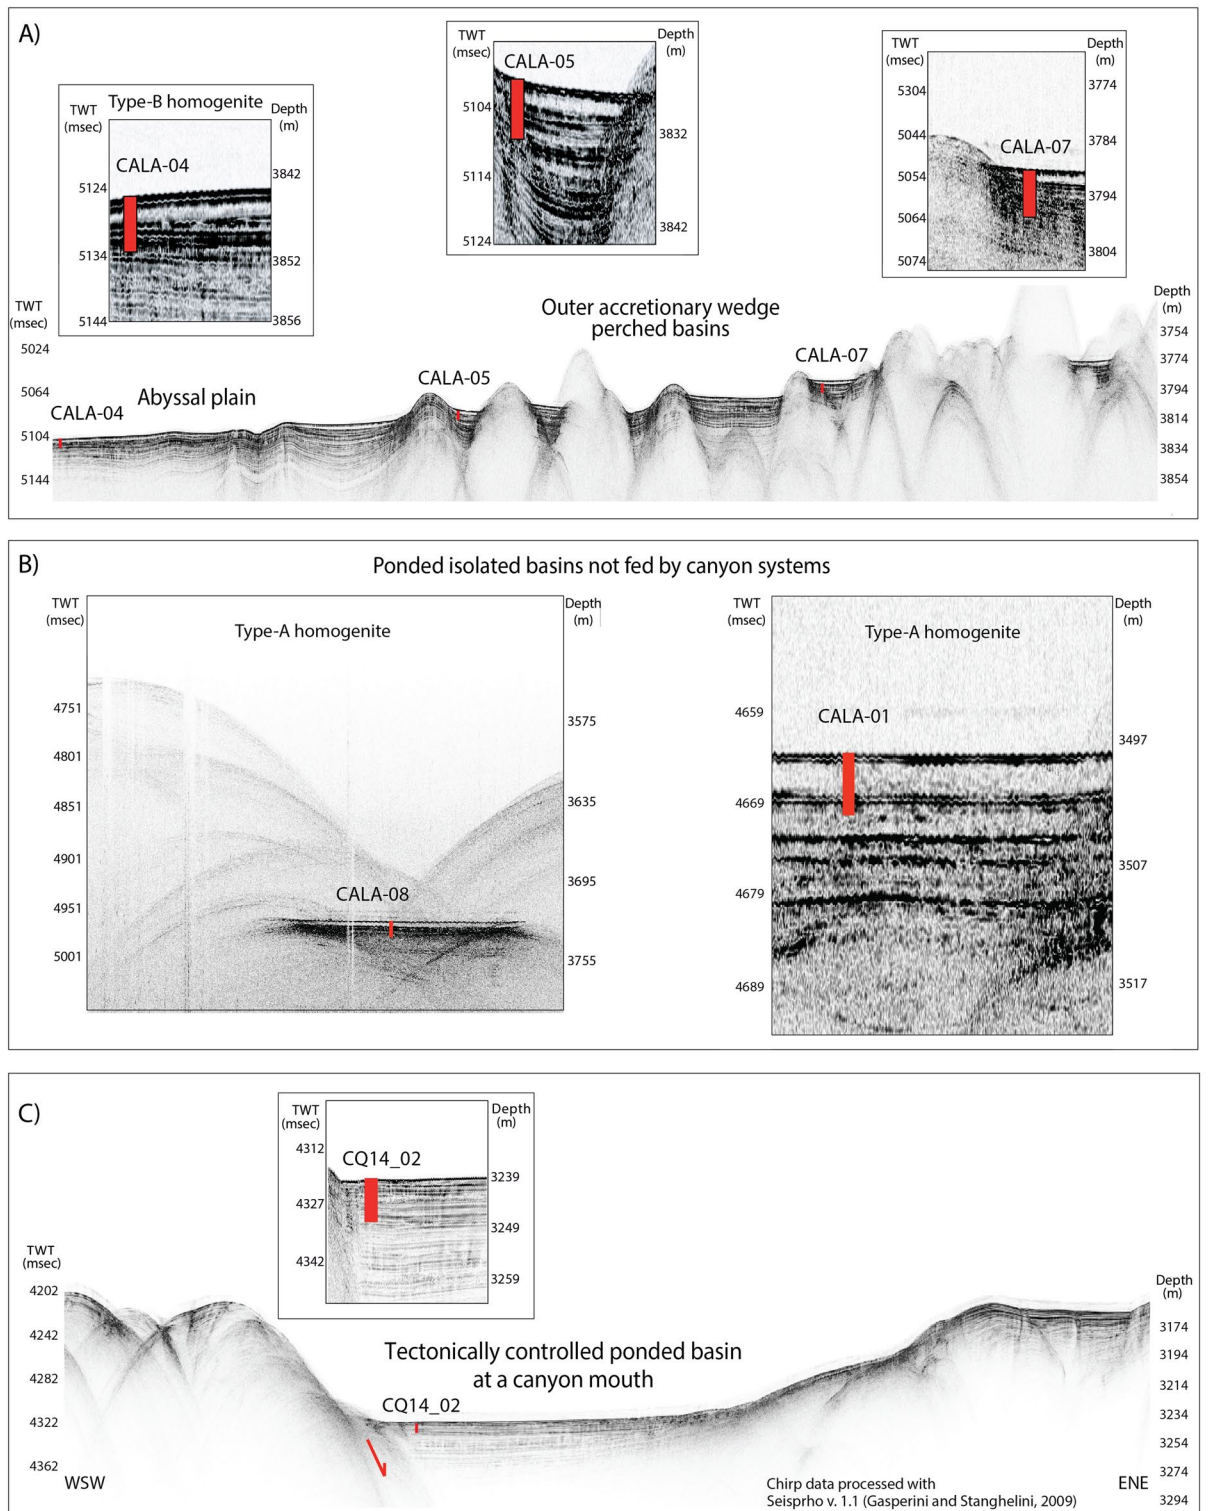 A)
TWT
(msec)
Type-B homogenite
Depth
(m)
CALA-04
5124
5134
5144
3842
3852
3856
TWT
(msec)
CALA-05
Depth
(m)
5104
5114
5124
3832
3842
TWT
(msec)
Depth
(m)
5304
5044
5054
5064
5074
CALA-07
3774
3784
3794
3804
TWT
(msec)
5024
5064
5104
5144
Outer accretionary wedge
perched basins
CALA-04
Abyssal plain
CALA-05
CALA-07
Depth
(m)
3754
3774
3794
3814
3834
3854
B)
Ponded isolated basins not fed by canyon systems
TWT
(msec)
Type-A homogenite
Depth
(m)
4751
4801
4851
4901
4951
5001
CALA-08
3575
3635
3695
3755
TWT
(msec)
Type-A homogenite
Depth
(m)
4659
4669
4679
4689
CALA-01
3497
3507
3517
C)
TWT
(msec)
Depth
(m)
4312
4327
4342
CQ14_02
3239
3249
3259
TWT
(msec)
4202
4242
4282
4322
4362
Tectonically controlled ponded basin
at a canyon mouth
CQ14_02
Depth
(m)
3174
3194
3214
3234
3254
3274
3294
WSW
ENE
Chirp data processed with
Seisprho v. 1.1 (Gasperini and Stanghelini, 2009)